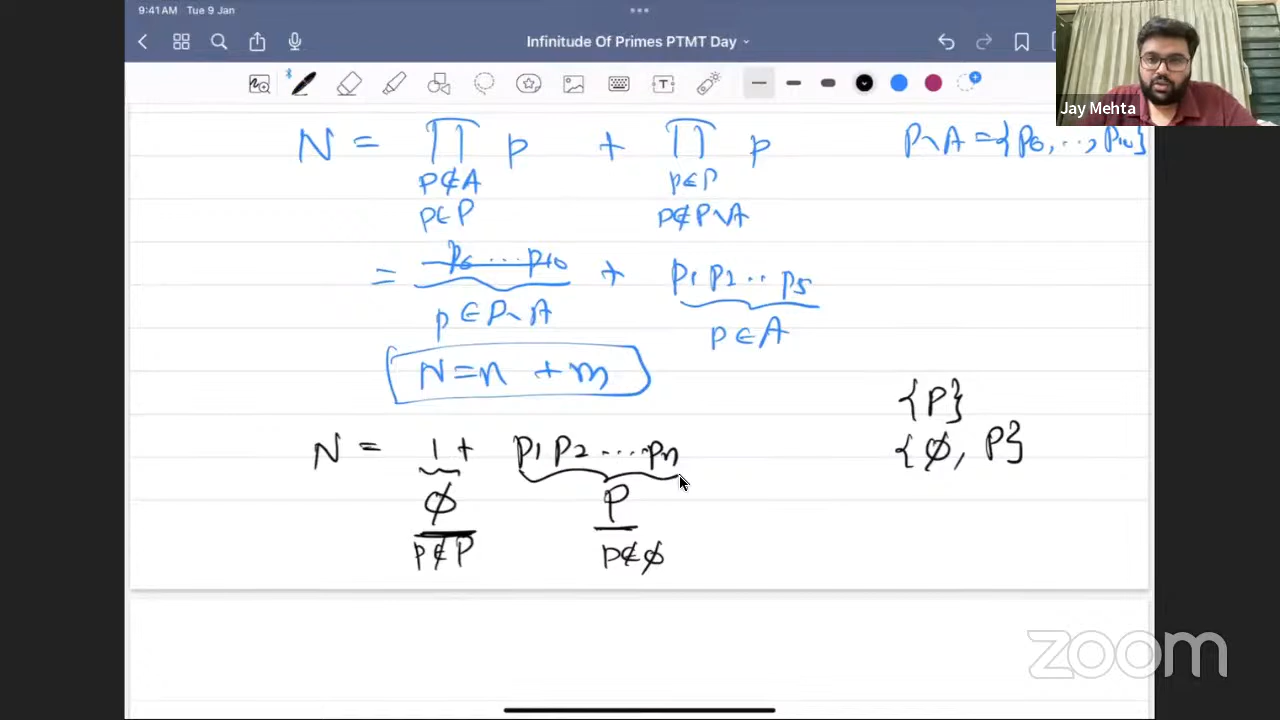 9:41 AM Tue 9 Jan
Infinitude Of Primes PTMT Day
Jay Mehta
N = ∏ p + ∏ p P∖A = {p6, .., p10}
p∉A p∈P
p∈P p∉P∖A
= p6 ... p10 + p1 p2 .. p5
p∈P∖A p∈A
N = n + m
{P}
N = 1 + p1 p2 .... pn {φ, P}
φ P
p∉P p∉φ
zoom